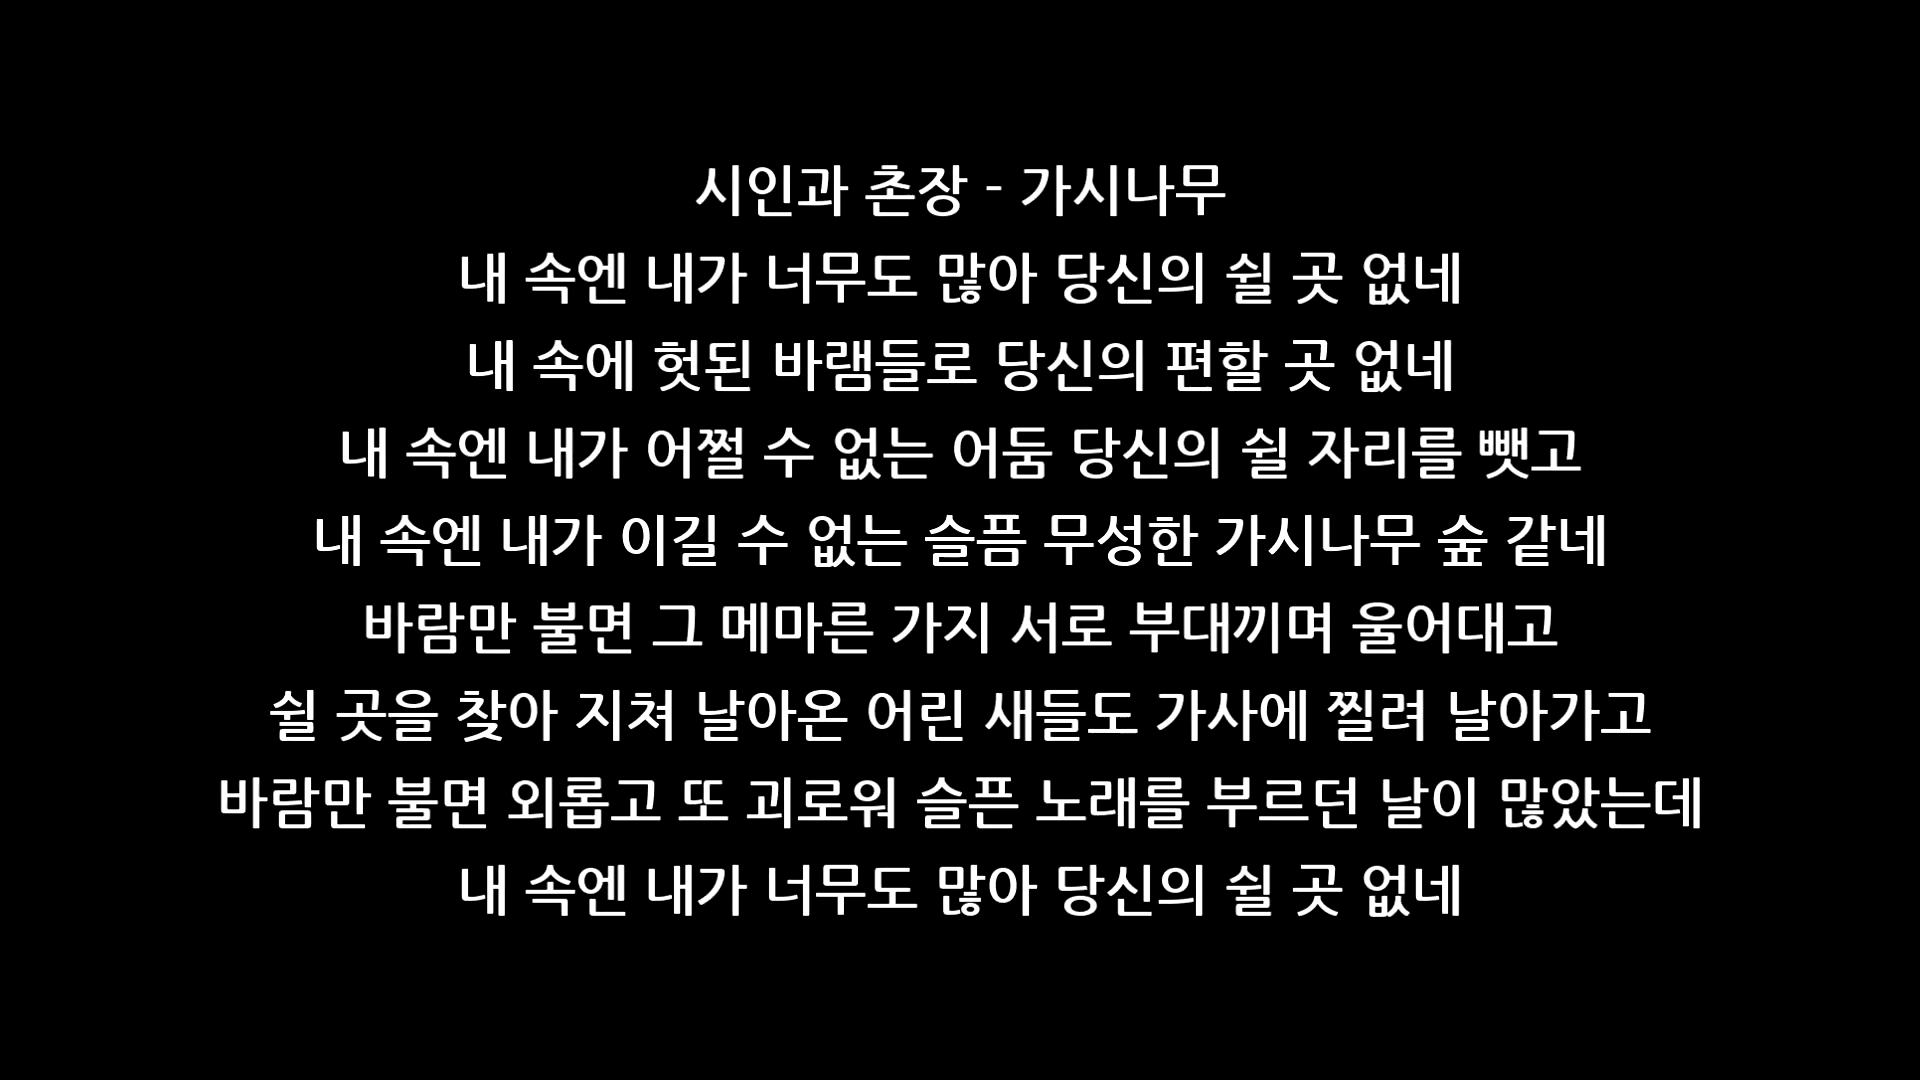 시인과 촌장 - 가시나무
내 속엔 내가 너무도 많아 당신의 쉴 곳 없네
내 속에 헛된 바램들로 당신의 편할 곳 없네
내 속엔 내가 어쩔 수 없는 어둠 당신의 쉴 자리를 뺏고
내 속엔 내가 이길 수 없는 슬픔 무성한 가시나무 숲 같네
바람만 불면 그 메마른 가지 서로 부대끼며 울어대고
쉴 곳을 찾아 지쳐 날아온 어린 새들도 가사에 찔려 날아가고
바람만 불면 외롭고 또 괴로워 슬픈 노래를 부르던 날이 많았는데
내 속엔 내가 너무도 많아 당신의 쉴 곳 없네